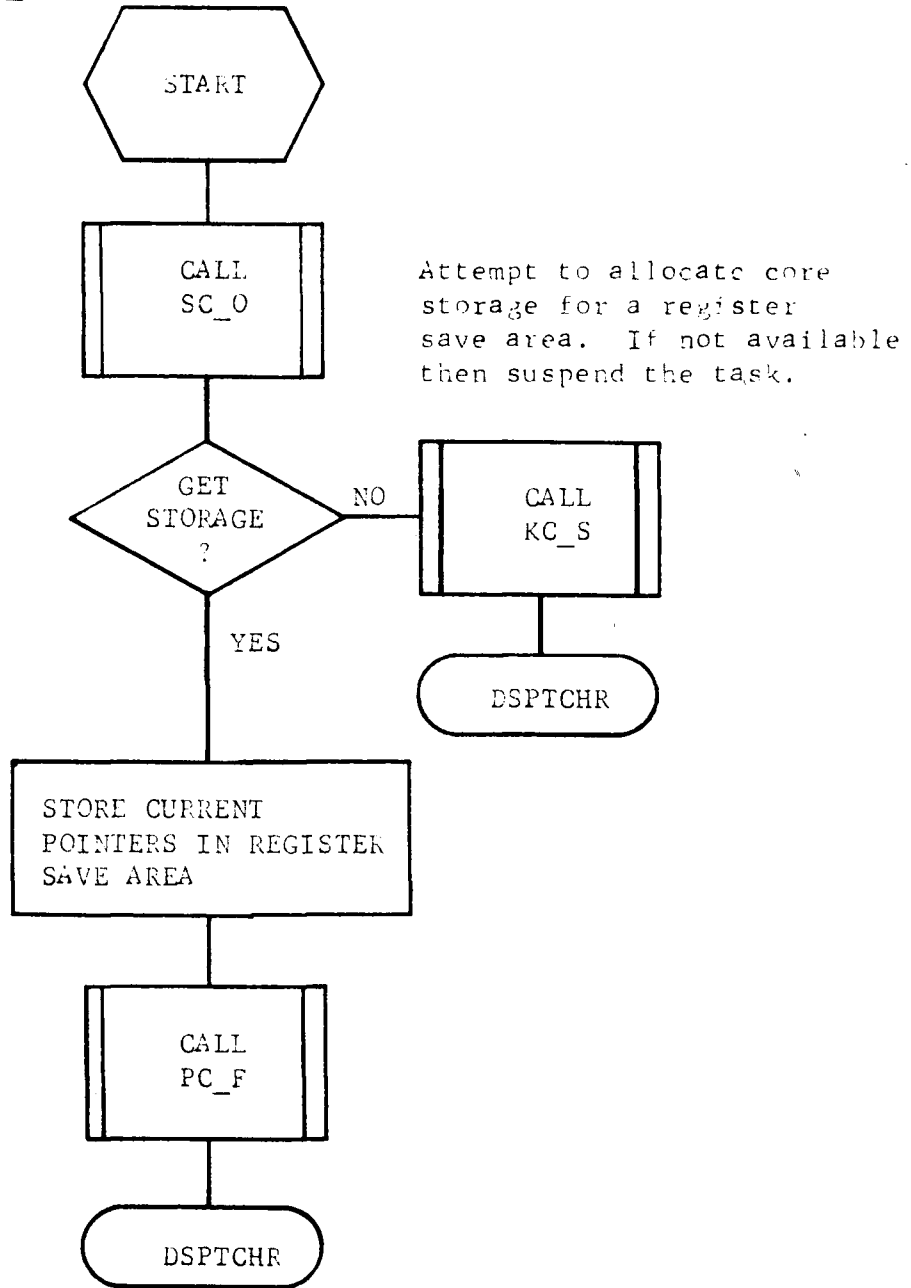 START
CALL
SC_O
Attempt to allocate core
storage for a register
save area. If not available
then suspend the task.
GET
STORAGE
?
NO
CALL
KC_S
YES
DSPTCHR
STORE CURRENT
POINTERS IN REGISTER
SAVE AREA
CALL
PC_F
DSPTCHR